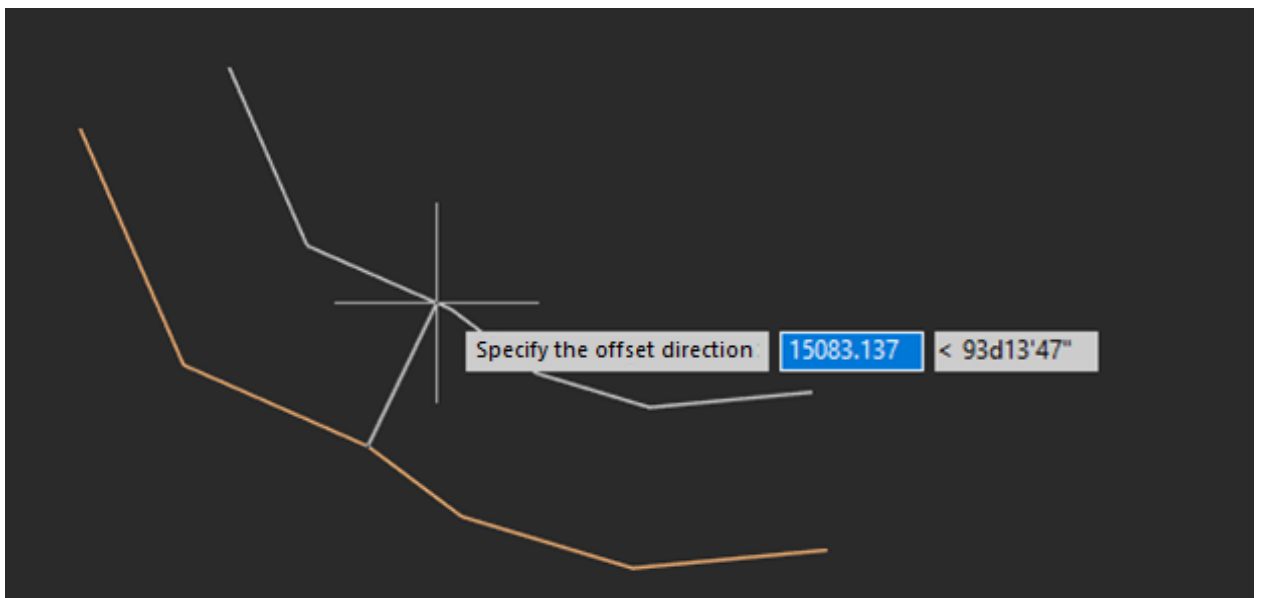 Specify the offset direction: 15083.137 < 93d13'47"